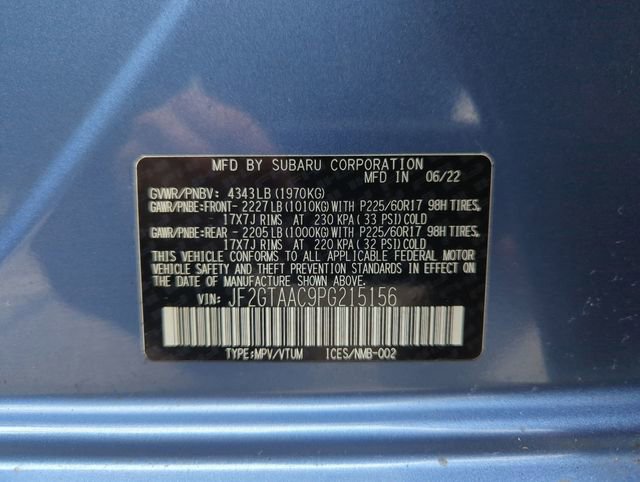 MFD BY SUBARU CORPORATION
MFD IN 06/22
GVWR/PNBV: 4343LB(1970KG)
GAWR/PNBE:FRONT- 2227LB(1010KG)WITH P225/60R17 98H TIRES,
17X7J RIMS AT 230 KPA(33 PSI)COLD
GAWR/PNBE:REAR - 2205LB(1000KG)WITH P225/60R17 98H TIRES,
17X7J RIMS AT 220 KPA(32 PSI)COLD
THIS VEHICLE CONFORMS TO ALL APPLICABLE FEDERAL MOTOR
VEHICLE SAFETY AND THEFT PREVENTION STANDARDS IN EFFECT
ON THE DATE OF MANUFACTURE SHOWN ABOVE.
VIN: JF2GTAAC9PG215156
TYPE:MPV/VTUM ICES/NMB-002